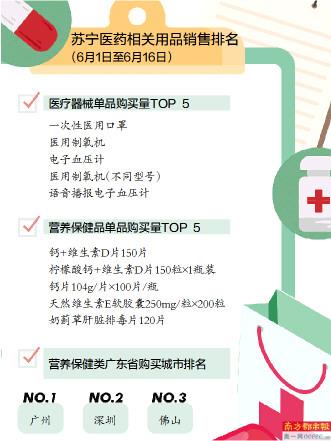 苏宁医药相关用品销售排名
(6月1日至6月16日)
医疗器械单品购买量TOP 5
一次性医用口罩
医用制氧机
电子血压计
医用制氧机(不同型号)
语音播报电子血压计
营养保健品单品购买量TOP 5
钙+维生素D片150片
柠檬酸钙+维生素D片150粒×1瓶装
钙片104g/片×100片/瓶
天然维生素E软胶囊250mg/粒×200粒
奶蓟草肝脏排毒片120片
营养保健类广东省购买城市排名
NO.1 NO.2 NO.3
广州 深圳 佛山
南方都市报